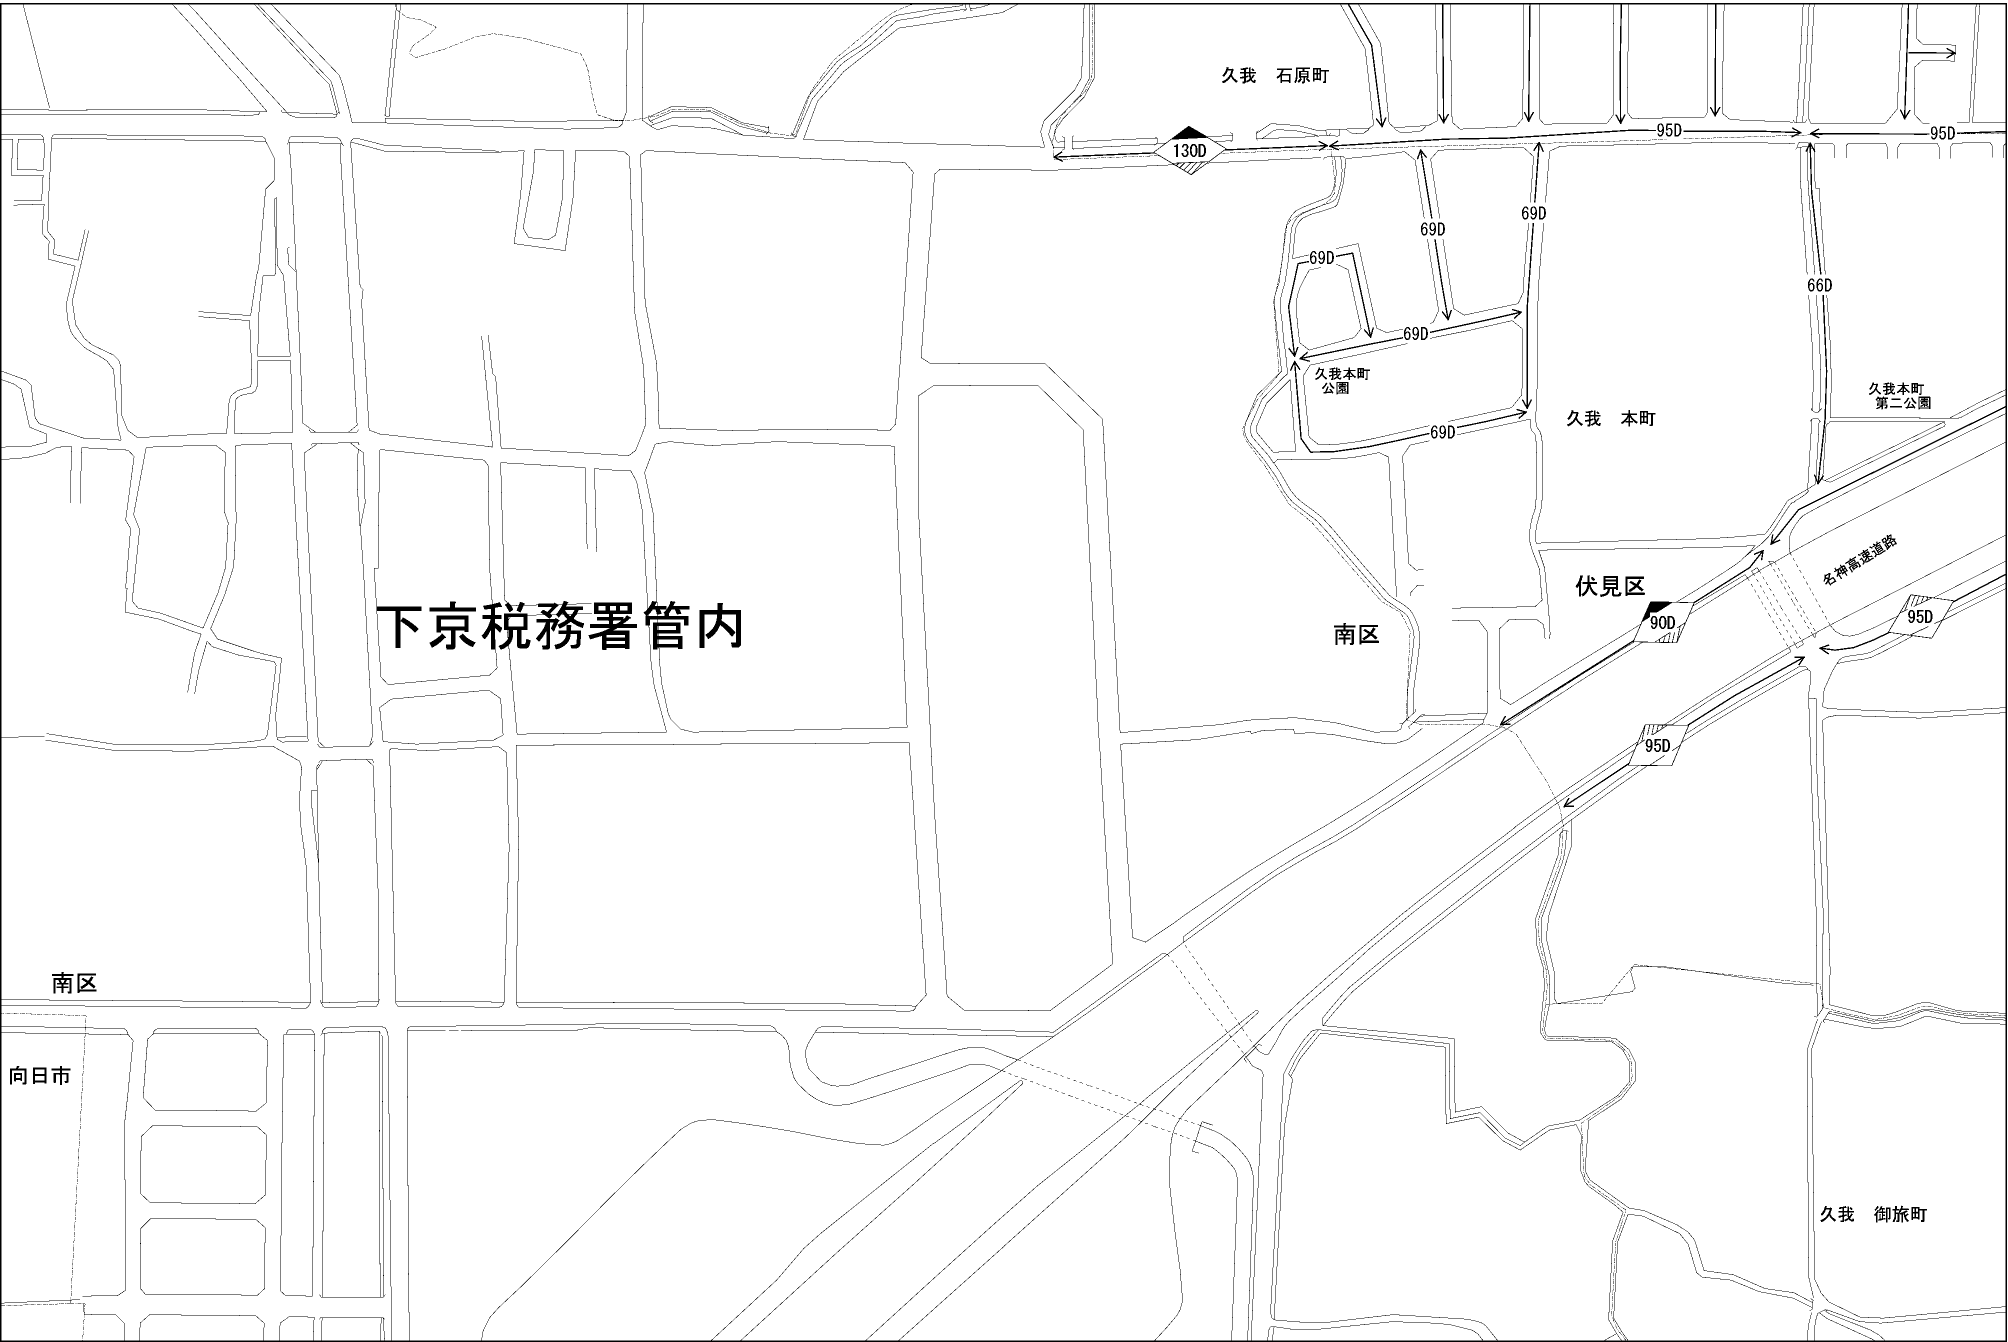 久我　石原町
130D
95D
95D
69D
69D
69D
66D
69D
久我本町
公園
久我本町
第二公園
久我　本町
69D
名神高速道路
伏見区
下京税務署管内
南区
90D
95D
95D
南区
向日市
久我　御旅町